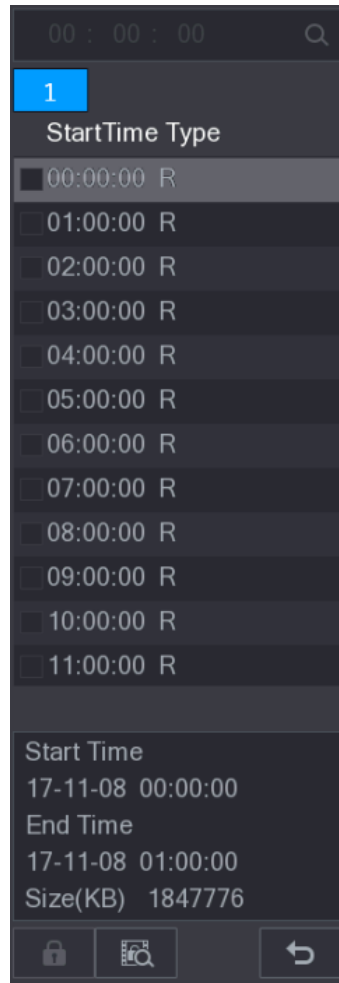 00 : 00 : 00
1
StartTime Type
00:00:00 R
01:00:00 R
02:00:00 R
03:00:00 R
04:00:00 R
05:00:00 R
06:00:00 R
07:00:00 R
08:00:00 R
09:00:00 R
10:00:00 R
11:00:00 R
Start Time
17-11-08 00:00:00
End Time
17-11-08 01:00:00
Size(KB) 1847776